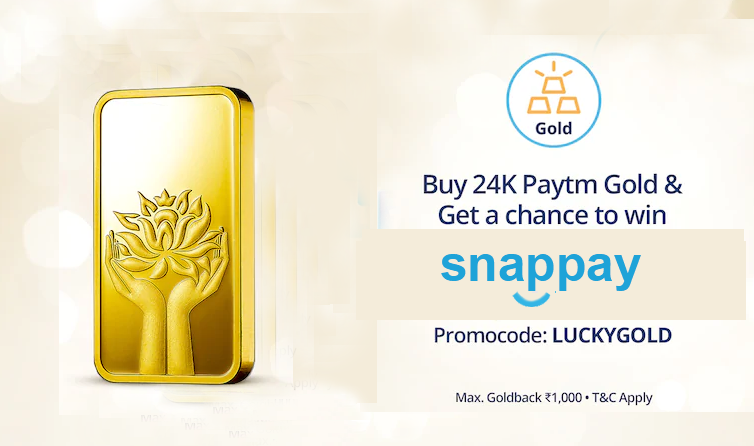 Gold
Buy 24K Paytm Gold &
Get a chance to win
snappay
Promocode: LUCKYGOLD
Max. Goldback ₹1,000 • T&C Apply